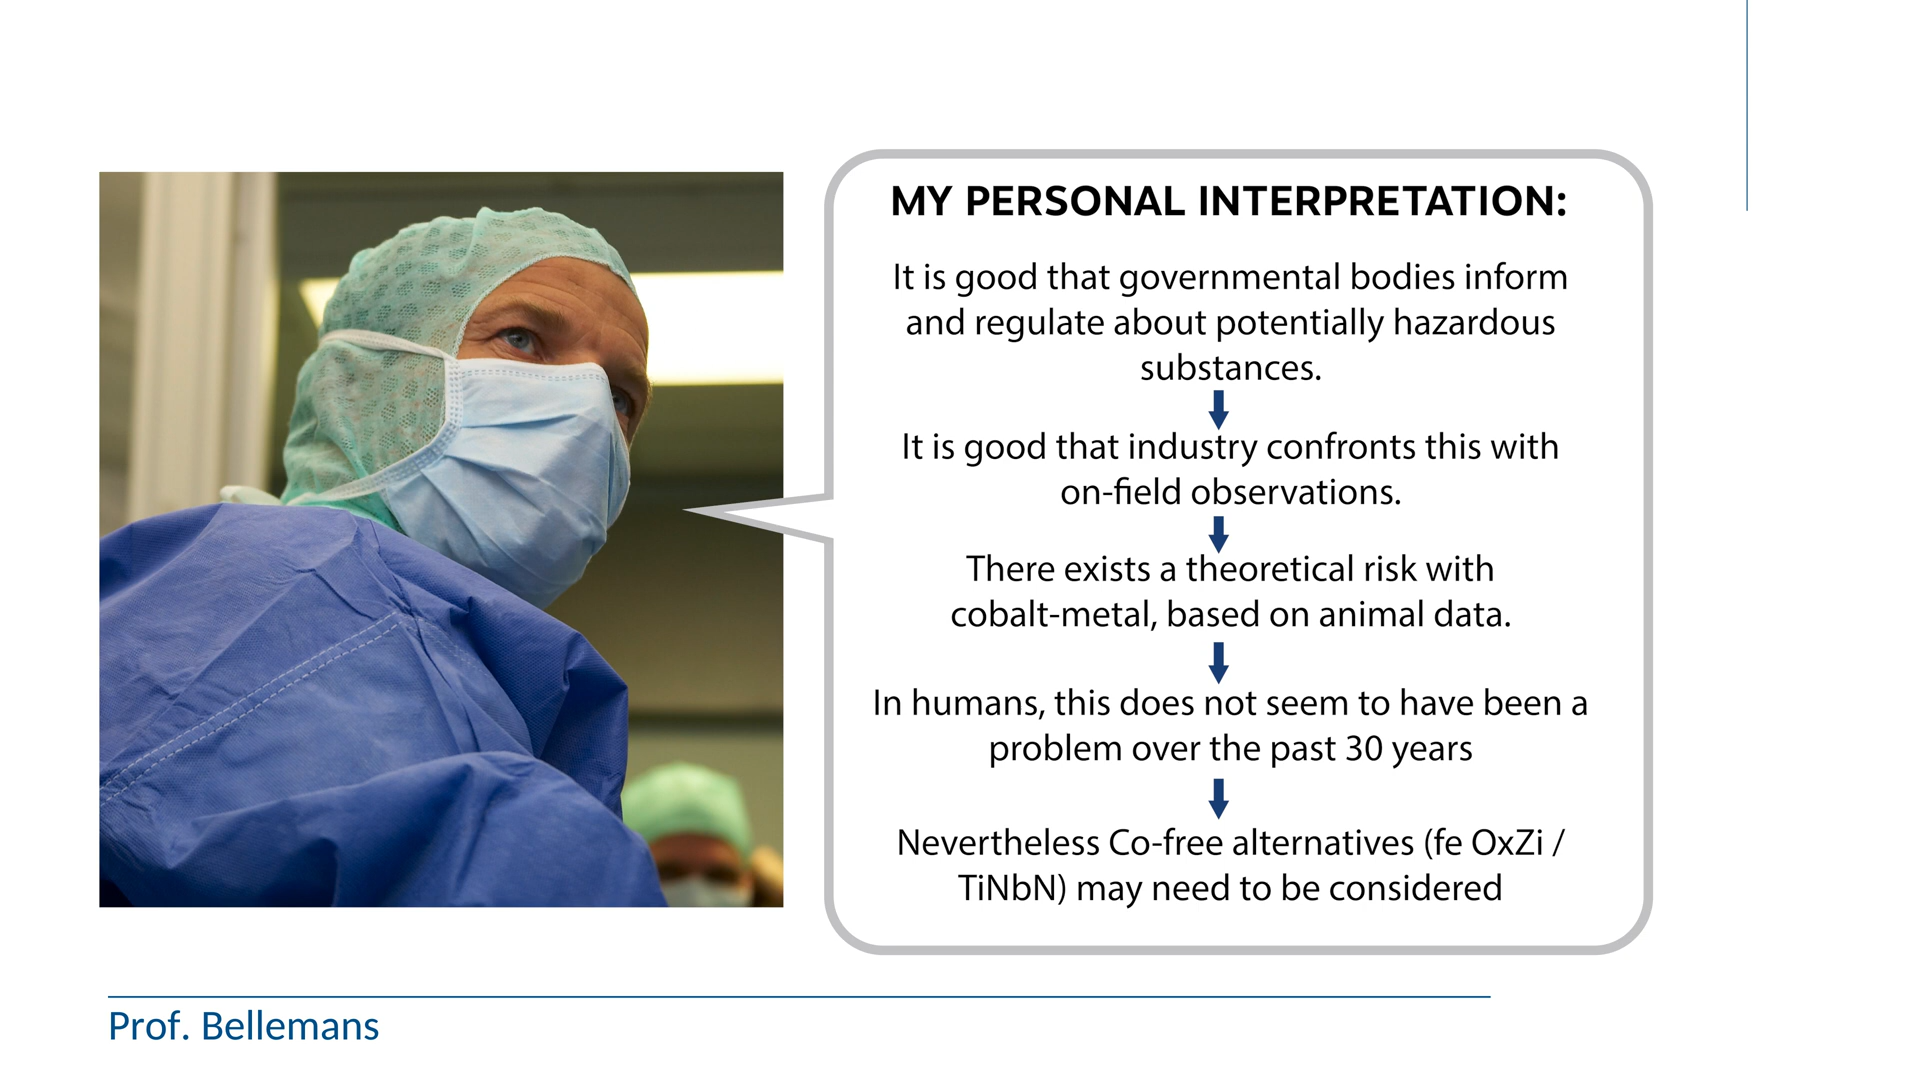 MY PERSONAL INTERPRETATION:
It is good that governmental bodies inform
and regulate about potentially hazardous
substances.
It is good that industry confronts this with
on-field observations.
There exists a theoretical risk with
cobalt-metal, based on animal data.
In humans, this does not seem to have been a
problem over the past 30 years
Nevertheless Co-free alternatives (fe OxZi /
TiNbN) may need to be considered
Prof. Bellemans